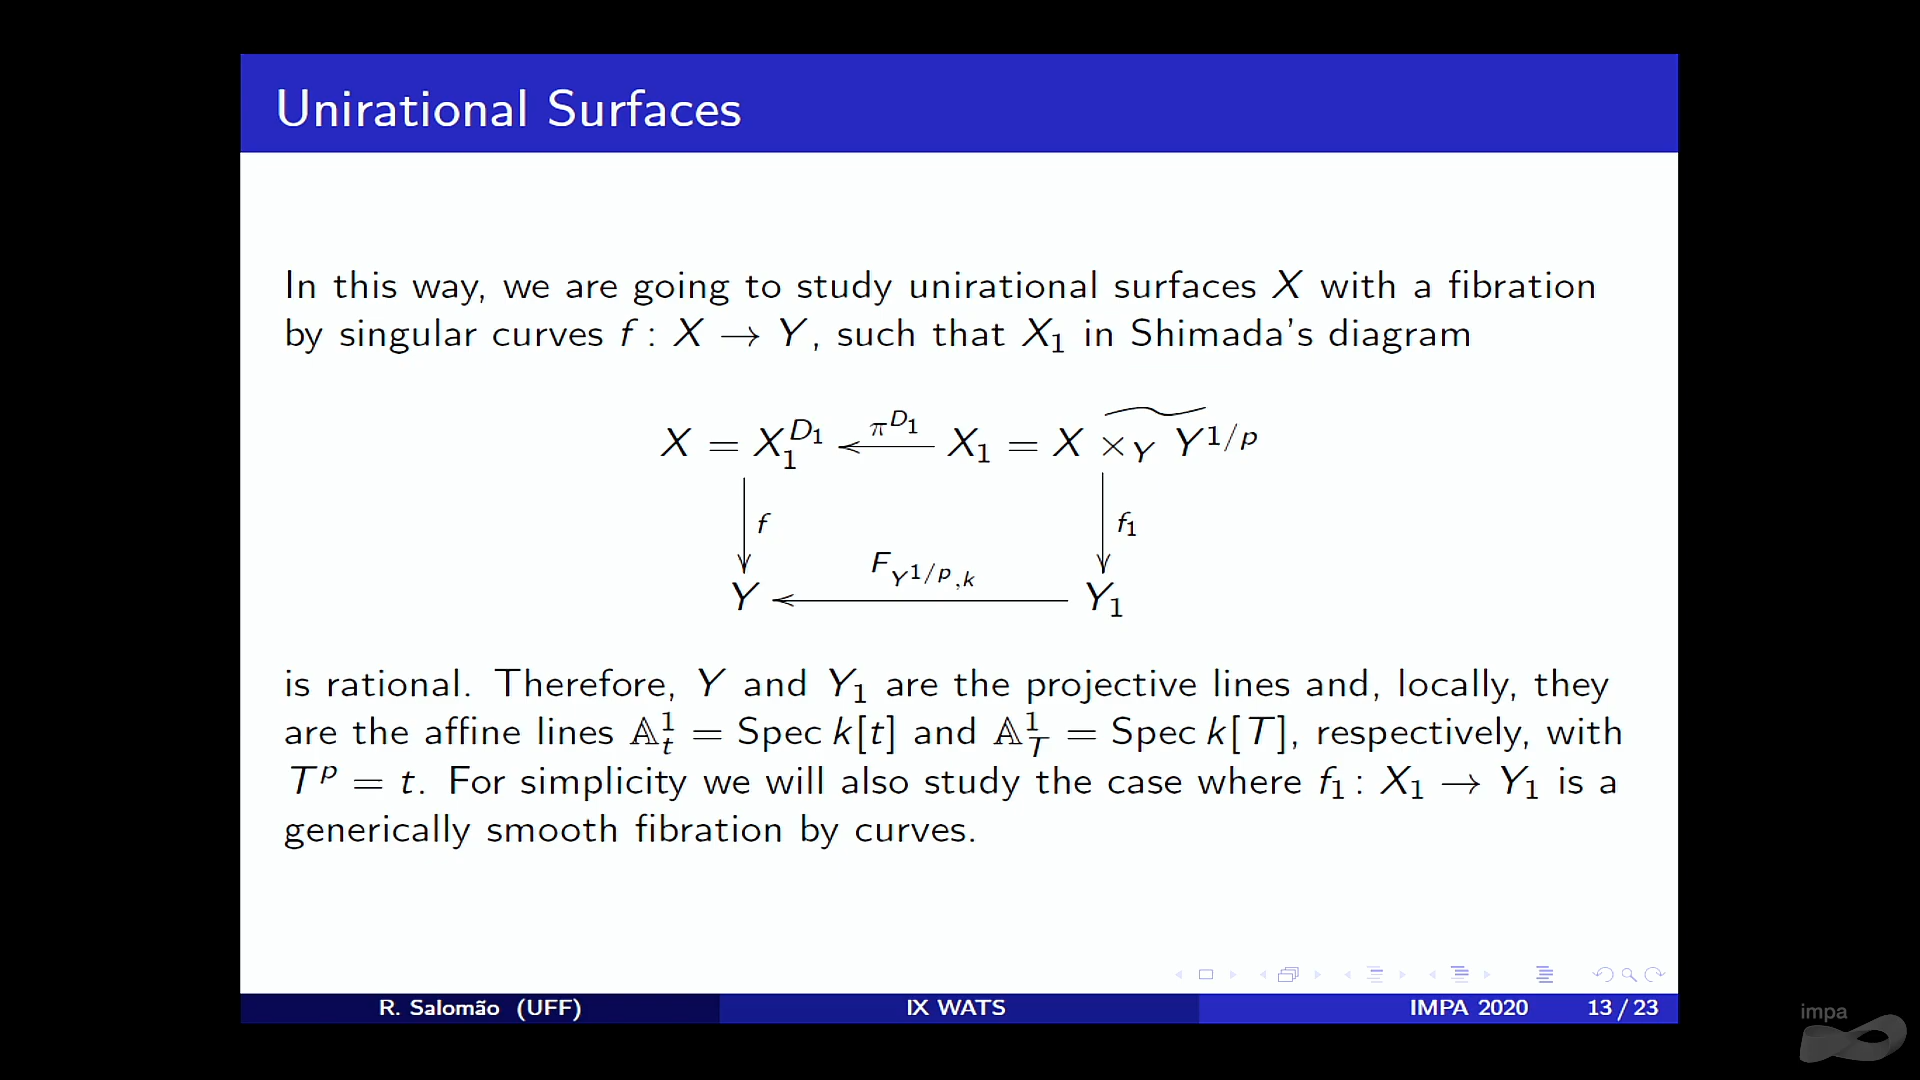 Unirational Surfaces
In this way, we are going to study unirational surfaces X with a fibration
by singular curves f : X → Y, such that X₁ in Shimada's diagram
X = X₁^{D₁} ←^{π^{D₁}} X₁ = \widetilde{X ×_Y Y^{1/p}}
f f₁
F_{Y^{1/p},k}
Y ← Y₁
is rational. Therefore, Y and Y₁ are the projective lines and, locally, they
are the affine lines 𝔸¹_t = Spec k[t] and 𝔸¹_T = Spec k[T], respectively, with
T^p = t. For simplicity we will also study the case where f₁ : X₁ → Y₁ is a
generically smooth fibration by curves.
R. Salomão (UFF) IX WATS IMPA 2020 13 / 23
impa